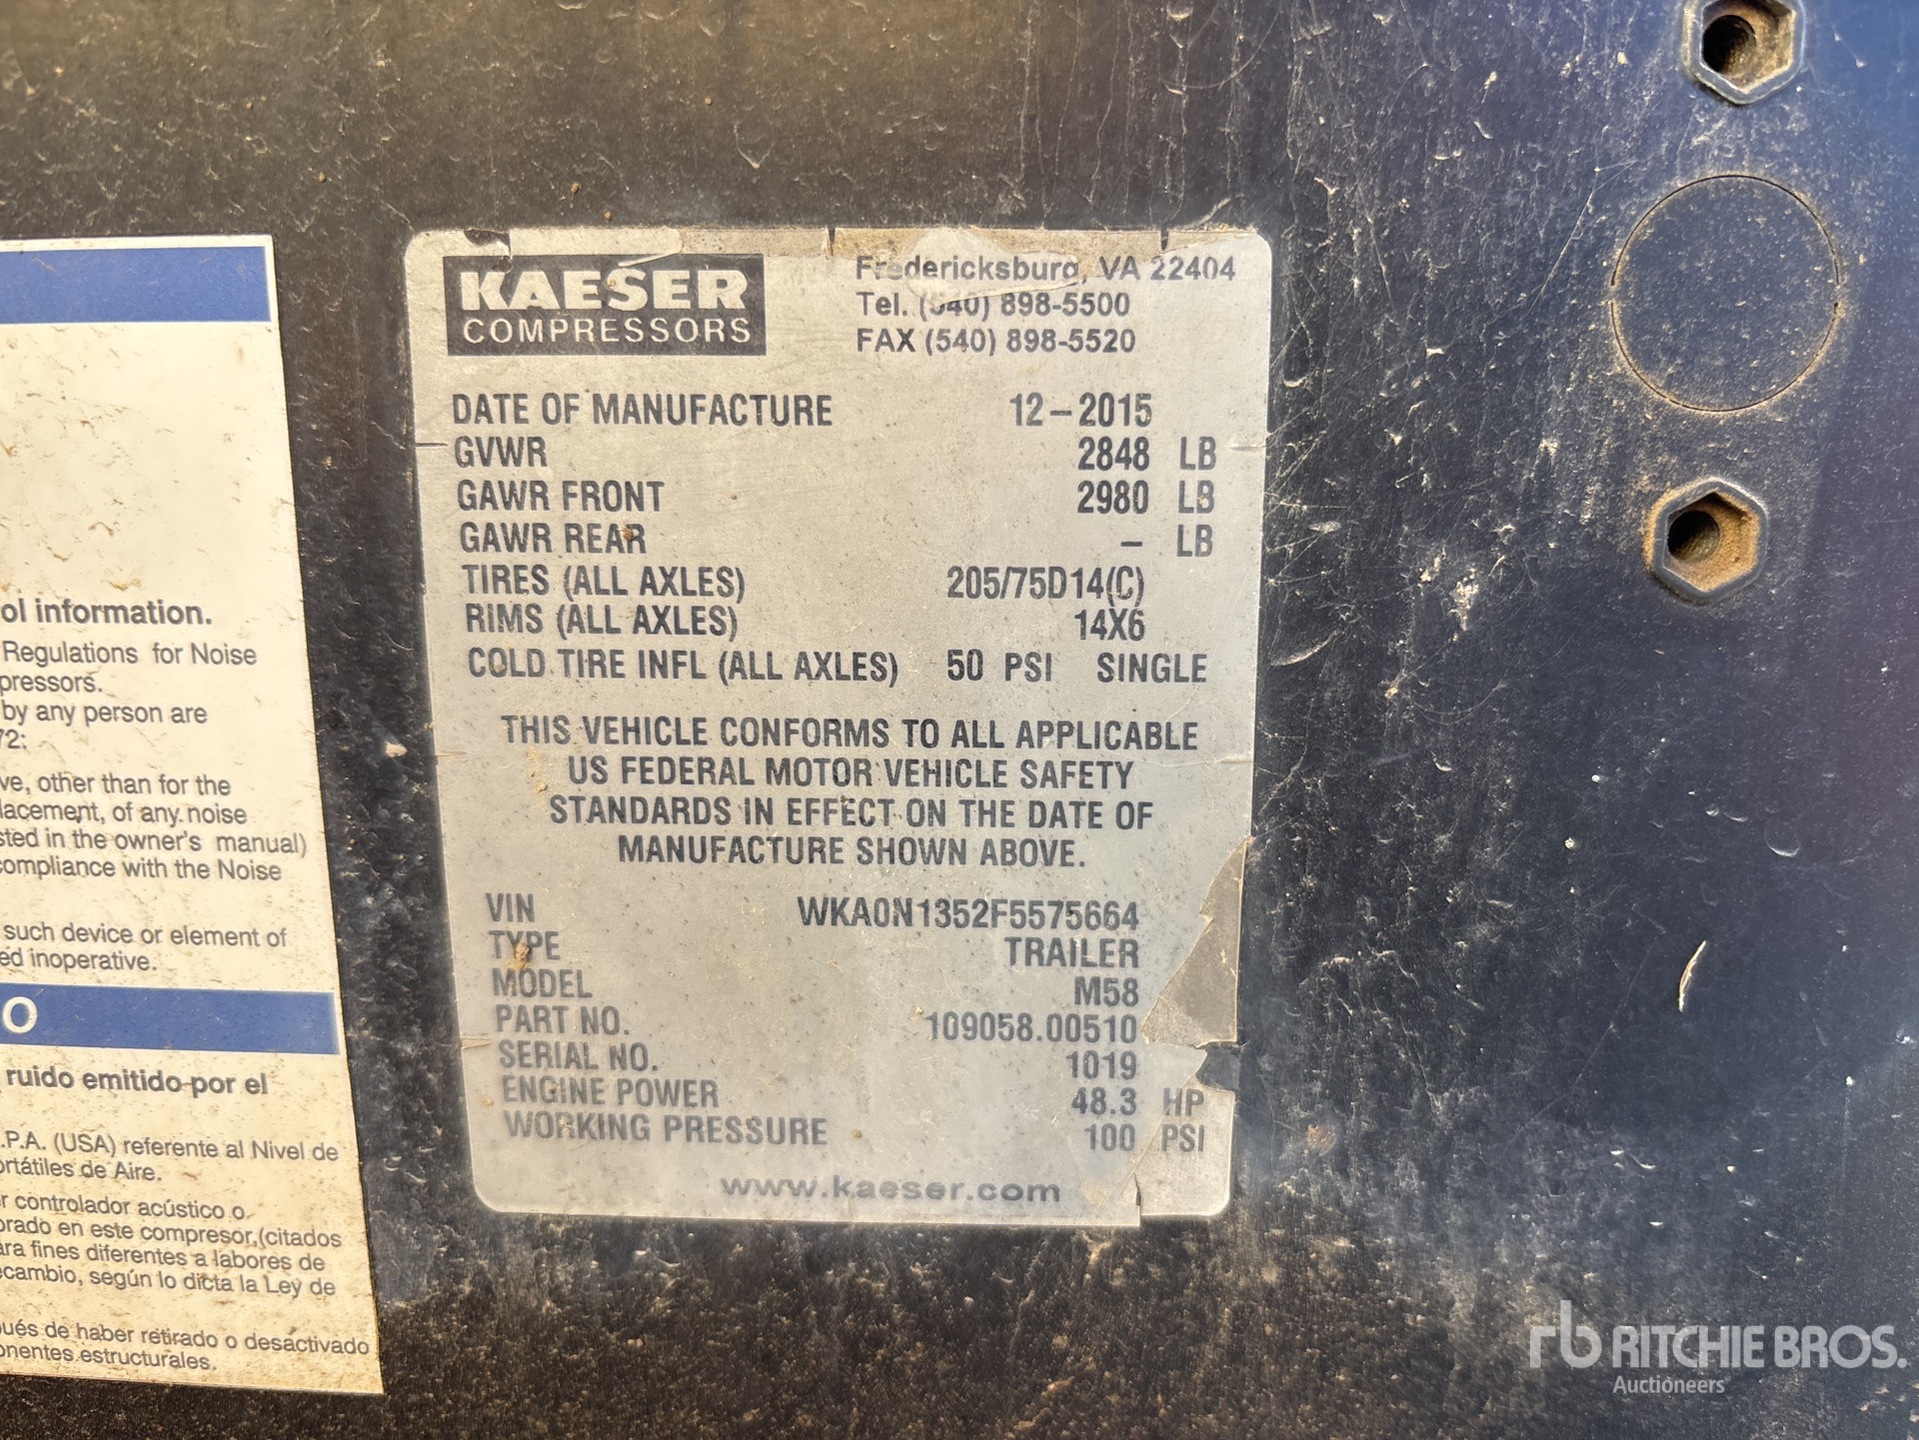 ol information.
Regulations for Noise
pressors.
by any person are
72:
ve, other than for the
lacement, of any noise
sted in the owner's manual)
compliance with the Noise
such device or element of
ed inoperative.
O
ruido emitido por el
.P.A. (USA) referente al Nivel de
ortátiles de Aire.
r controlador acústico o
orado en este compresor,(citados
ara fines diferentes a labores de
ecambio, según lo dicta la Ley de
ués de haber retirado o desactivado
onentes estructurales.
KAESER
COMPRESSORS
Fredericksburg, VA 22404
Tel. (540) 898-5500
FAX (540) 898-5520
DATE OF MANUFACTURE 12-2015
GVWR 2848 LB
GAWR FRONT 2980 LB
GAWR REAR - LB
TIRES (ALL AXLES) 205/75D14(C)
RIMS (ALL AXLES) 14X6
COLD TIRE INFL (ALL AXLES) 50 PSI SINGLE
THIS VEHICLE CONFORMS TO ALL APPLICABLE
US FEDERAL MOTOR VEHICLE SAFETY
STANDARDS IN EFFECT ON THE DATE OF
MANUFACTURE SHOWN ABOVE.
VIN WKA0N1352F5575664
TYPE TRAILER
MODEL M58
PART NO. 109058.00510
SERIAL NO. 1019
ENGINE POWER 48.3 HP
WORKING PRESSURE 100 PSI
www.kaeser.com
rb RITCHIE BROS.
Auctioneers